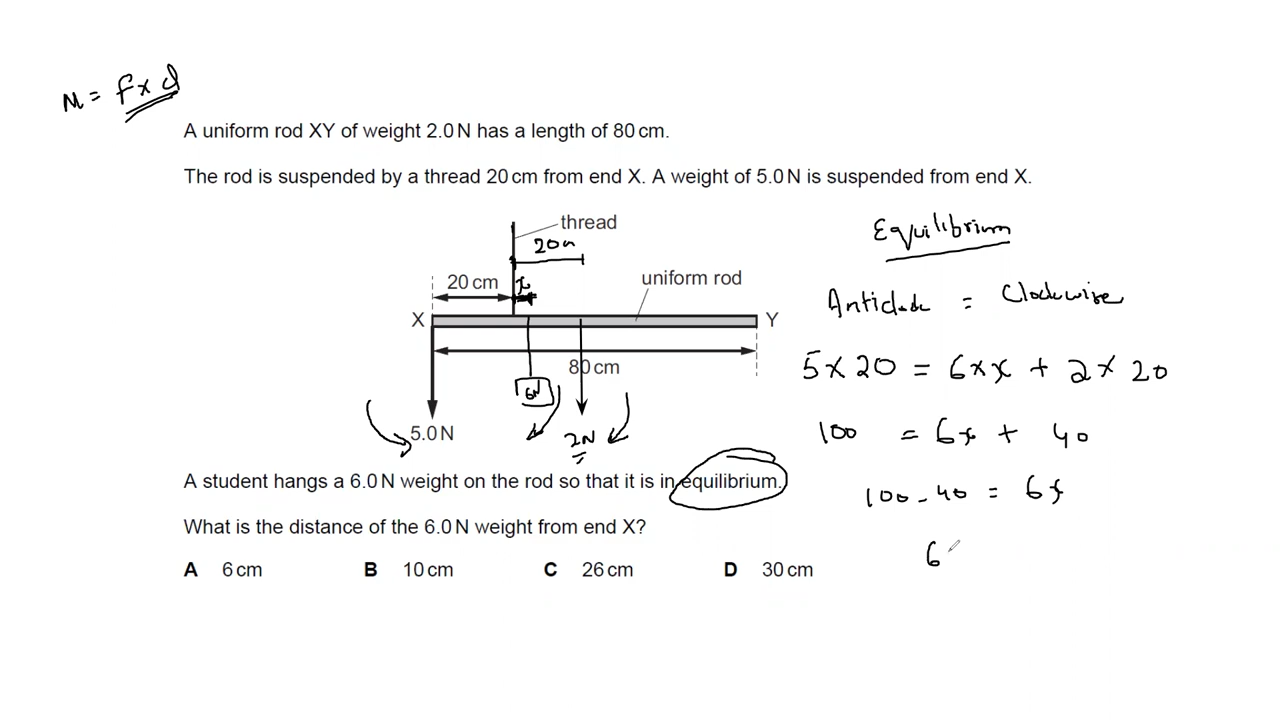 M = F x d
A uniform rod XY of weight 2.0 N has a length of 80 cm.
The rod is suspended by a thread 20 cm from end X. A weight of 5.0 N is suspended from end X.
thread
20
20 cm
x
uniform rod
X
Y
80 cm
6N
5.0 N
2N
Equilibrium
= Clockwise
5 x 20 = 6 x x + 2 x 20
100 = 6x + 40
100 - 40 = 6x
6
A student hangs a 6.0 N weight on the rod so that it is in equilibrium.
What is the distance of the 6.0 N weight from end X?
A 6 cm B 10 cm C 26 cm D 30 cm